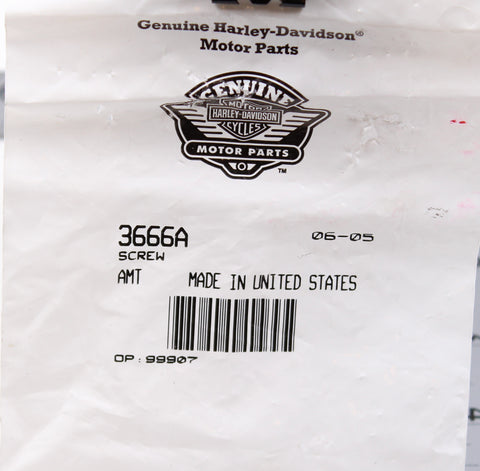 Genuine Harley-Davidson®
Motor Parts
GENUINE
MOTOR
HARLEY-DAVIDSON
CYCLES
MOTOR PARTS
TM
3666A
06-05
SCREW
AMT MADE IN UNITED STATES
OP: 99907